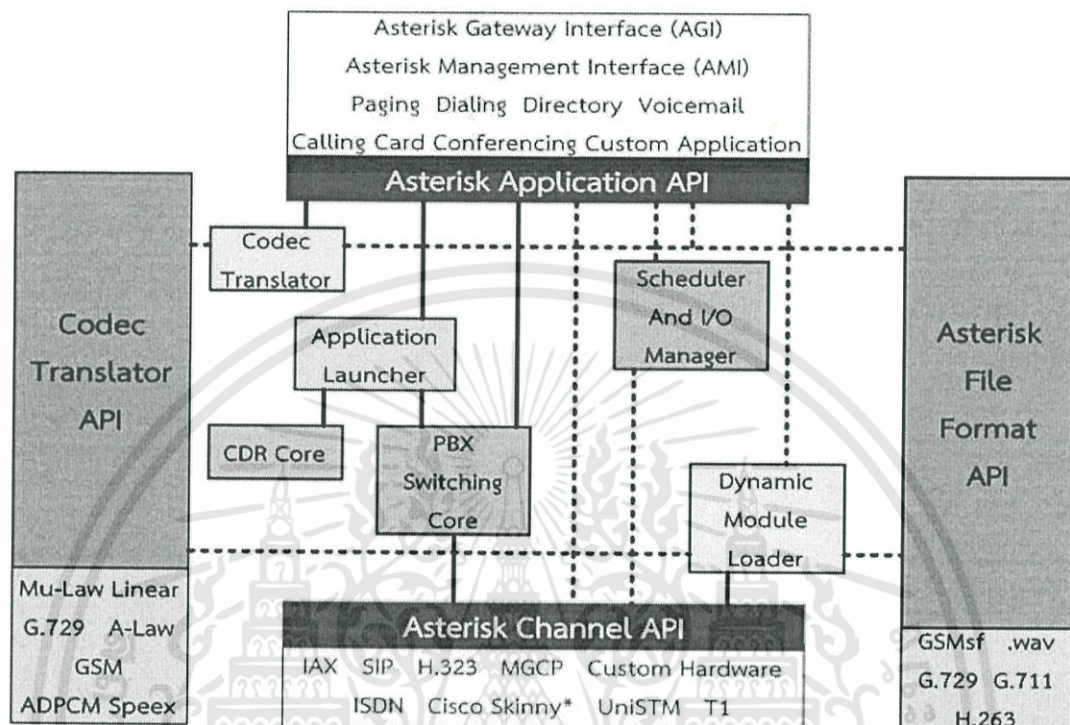 Asterisk Gateway Interface (AGI)
Asterisk Management Interface (AMI)
Paging Dialing Directory Voicemail
Calling Card Conferencing Custom Application
Asterisk Application API
Codec
Translator
API
Mu-Law Linear
G.729 A-Law
GSM
ADPCM Speex
Codec
Translator
Application
Launcher
CDR Core
PBX
Switching
Core
Scheduler
And I/O
Manager
Dynamic
Module
Loader
Asterisk
File
Format
API
GSMsf .wav
G.729 G.711
H.263
Asterisk Channel API
IAX SIP H.323 MGCP Custom Hardware
ISDN Cisco Skinny* UniSTM T1